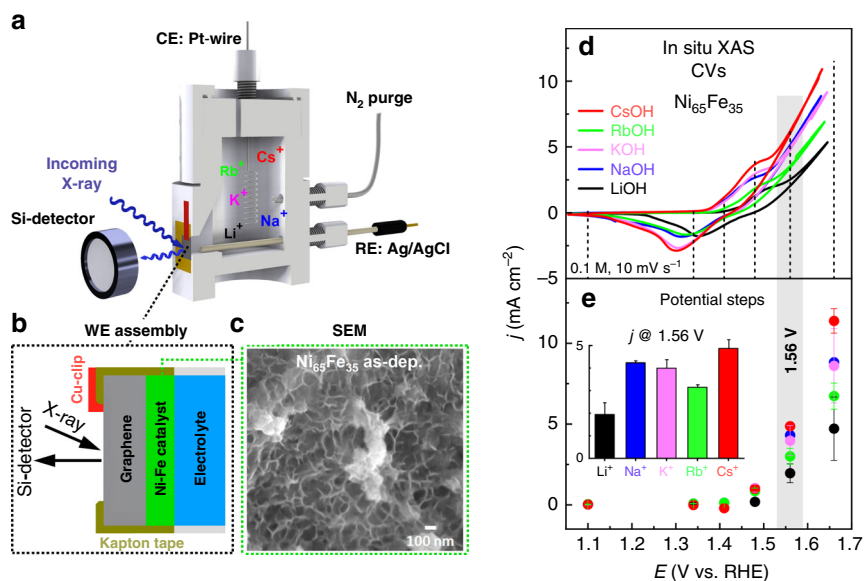 a
CE: Pt-wire
N₂ purge
Incoming
X-ray
Si-detector
Rb⁺
Cs⁺
K⁺
Na⁺
Li⁺
RE: Ag/AgCl
b
WE assembly
Cu-clip
X-ray
Si-detector
Graphene
Ni-Fe catalyst
Electrolyte
Kapton tape
c
SEM
Ni₆₅Fe₃₅ as-dep.
100 nm
d
In situ XAS
CVs
Ni₆₅Fe₃₅
CsOH
RbOH
KOH
NaOH
LiOH
0.1 M, 10 mV s⁻¹
10
5
0
−5
j (mA cm⁻²)
e
Potential steps
j @ 1.56 V
5
0
Li⁺ Na⁺ K⁺ Rb⁺ Cs⁺
1.56 V
10
5
0
1.1 1.2 1.3 1.4 1.5 1.6 1.7
E (V vs. RHE)